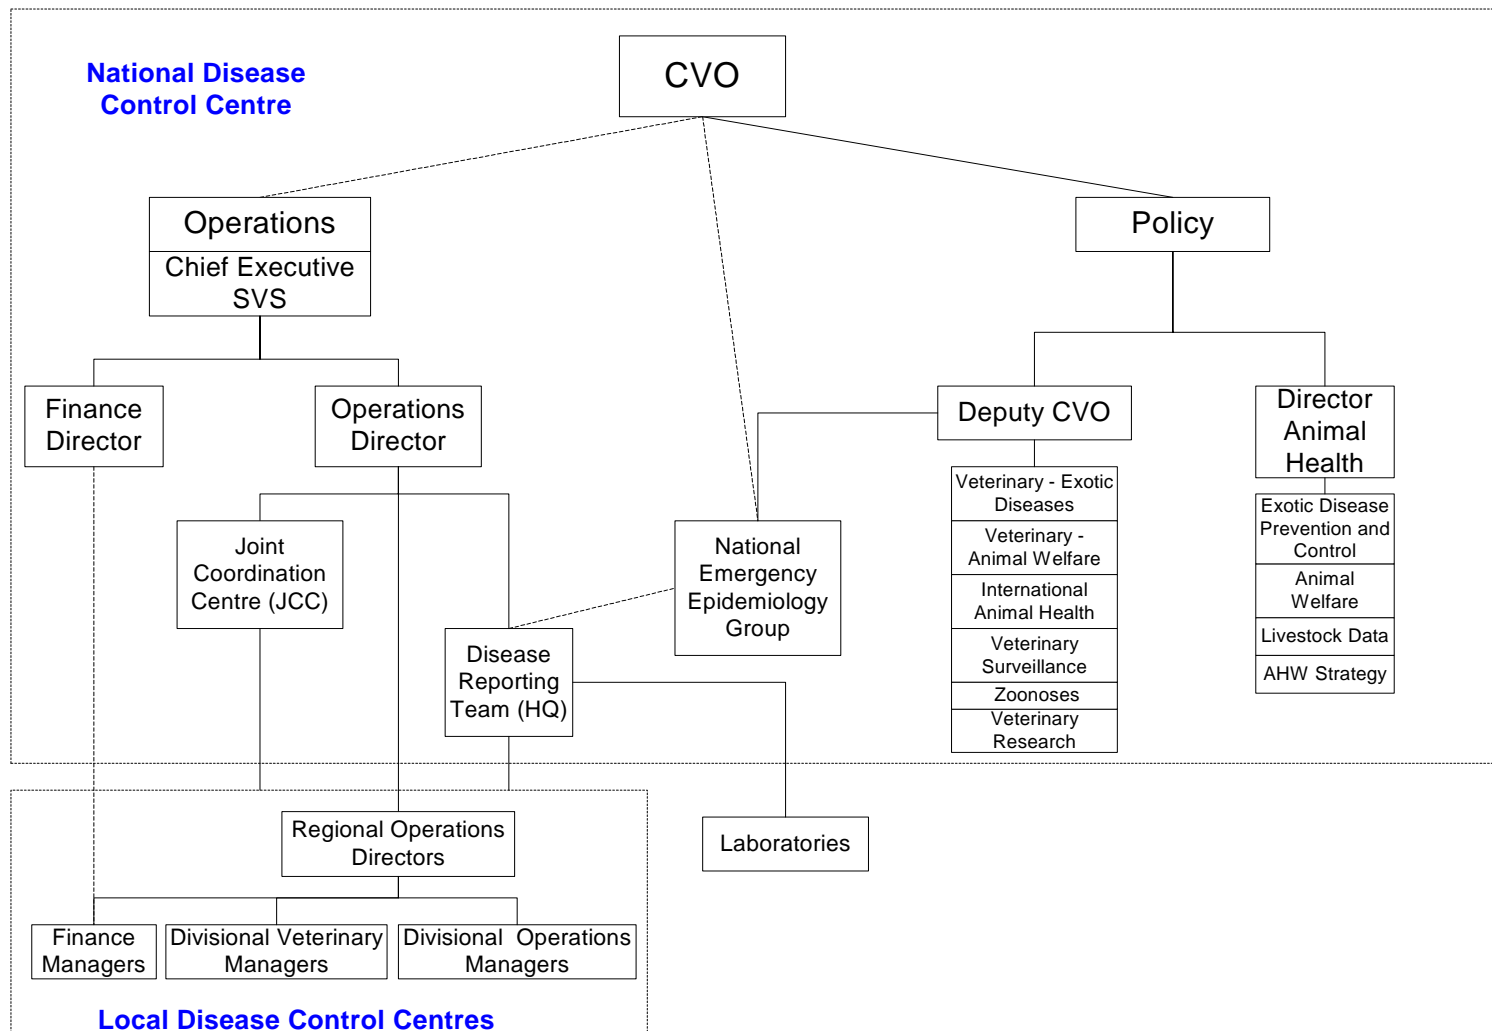 National Disease
Control Centre
CVO
Operations
Chief Executive
SVS
Policy
Finance
Director
Operations
Director
Deputy CVO
Director
Animal
Health
Veterinary - Exotic
Diseases
Veterinary -
Animal Welfare
International
Animal Health
Veterinary
Surveillance
Zoonoses
Veterinary
Research
Exotic Disease
Prevention and
Control
Animal
Welfare
Livestock Data
AHW Strategy
Joint
Coordination
Centre (JCC)
National
Emergency
Epidemiology
Group
Disease
Reporting
Team (HQ)
Regional Operations
Directors
Laboratories
Finance
Managers
Divisional Veterinary
Managers
Divisional Operations
Managers
Local Disease Control Centres